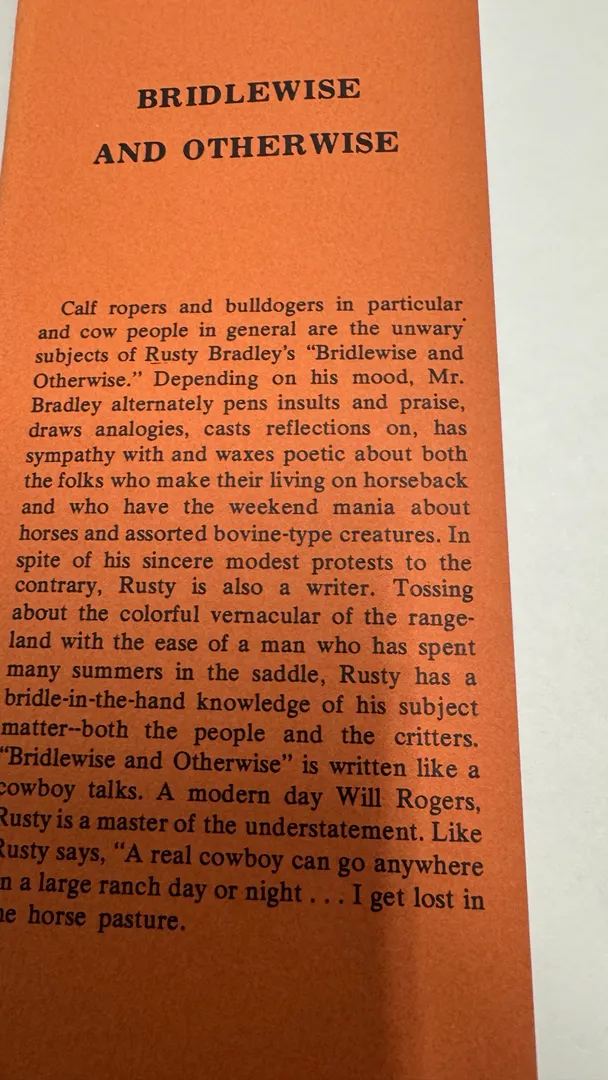 BRIDLEWISE
AND OTHERWISE
Calf ropers and bulldogers in particular
and cow people in general are the unwary
subjects of Rusty Bradley's "Bridlewise and
Otherwise." Depending on his mood, Mr.
Bradley alternately pens insults and praise,
draws analogies, casts reflections on, has
sympathy with and waxes poetic about both
the folks who make their living on horseback
and who have the weekend mania about
horses and assorted bovine-type creatures. In
spite of his sincere modest protests to the
contrary, Rusty is also a writer. Tossing
about the colorful vernacular of the range-
land with the ease of a man who has spent
many summers in the saddle, Rusty has a
bridle-in-the-hand knowledge of his subject
matter--both the people and the critters.
"Bridlewise and Otherwise" is written like a
cowboy talks. A modern day Will Rogers,
Rusty is a master of the understatement. Like
Rusty says, "A real cowboy can go anywhere
n a large ranch day or night . . . I get lost in
e horse pasture.